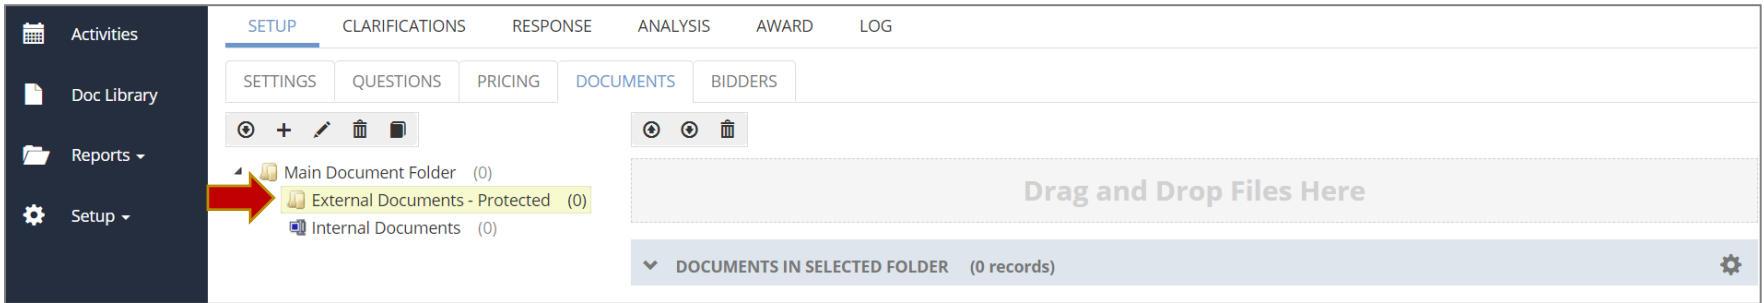 Activities
Doc Library
Reports
Setup
SETUP CLARIFICATIONS RESPONSE ANALYSIS AWARD LOG
SETTINGS QUESTIONS PRICING DOCUMENTS BIDDERS
Main Document Folder (0)
External Documents - Protected (0)
Internal Documents (0)
Drag and Drop Files Here
DOCUMENTS IN SELECTED FOLDER (0 records)